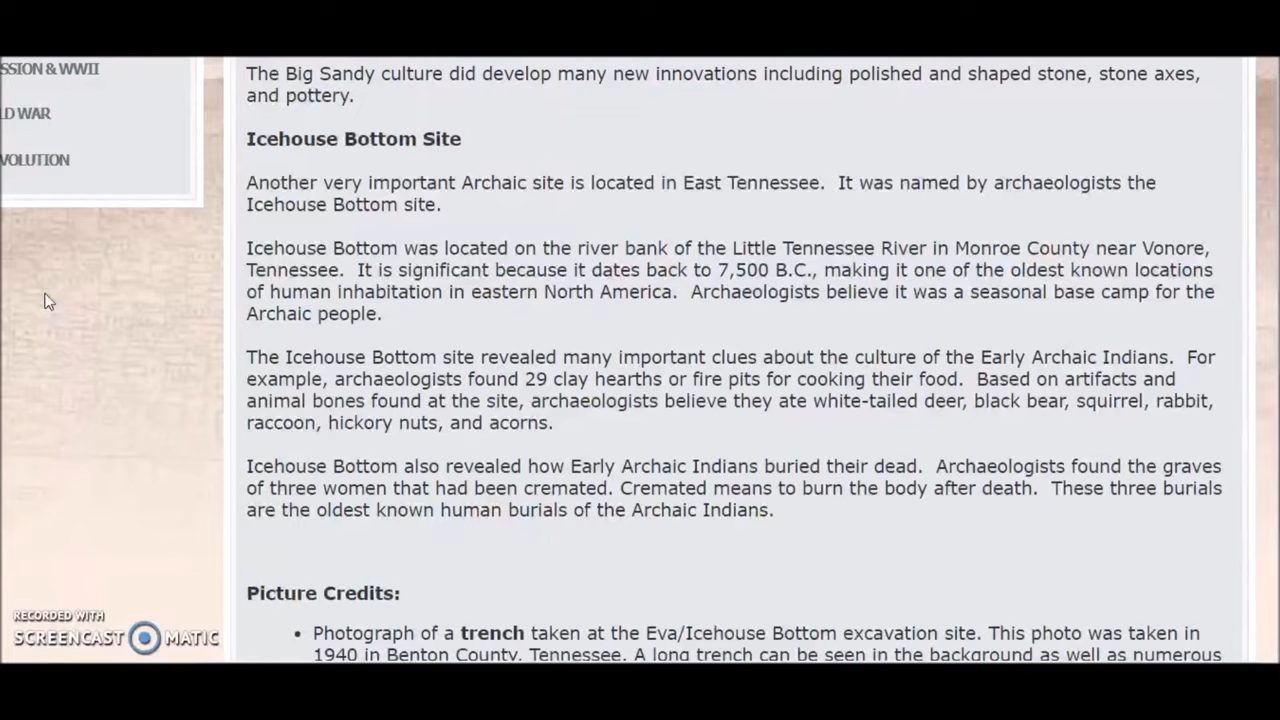 SSION & WWII
LD WAR
VOLUTION
The Big Sandy culture did develop many new innovations including polished and shaped stone, stone axes,
and pottery.
Icehouse Bottom Site
Another very important Archaic site is located in East Tennessee.  It was named by archaeologists the
Icehouse Bottom site.
Icehouse Bottom was located on the river bank of the Little Tennessee River in Monroe County near Vonore,
Tennessee.  It is significant because it dates back to 7,500 B.C., making it one of the oldest known locations
of human inhabitation in eastern North America.  Archaeologists believe it was a seasonal base camp for the
Archaic people.
The Icehouse Bottom site revealed many important clues about the culture of the Early Archaic Indians.  For
example, archaeologists found 29 clay hearths or fire pits for cooking their food.  Based on artifacts and
animal bones found at the site, archaeologists believe they ate white-tailed deer, black bear, squirrel, rabbit,
raccoon, hickory nuts, and acorns.
Icehouse Bottom also revealed how Early Archaic Indians buried their dead.  Archaeologists found the graves
of three women that had been cremated. Cremated means to burn the body after death.  These three burials
are the oldest known human burials of the Archaic Indians.
Picture Credits:
• Photograph of a trench taken at the Eva/Icehouse Bottom excavation site. This photo was taken in
1940 in Benton County, Tennessee. A long trench can be seen in the background as well as numerous
RECORDED WITH
SCREENCAST MATIC